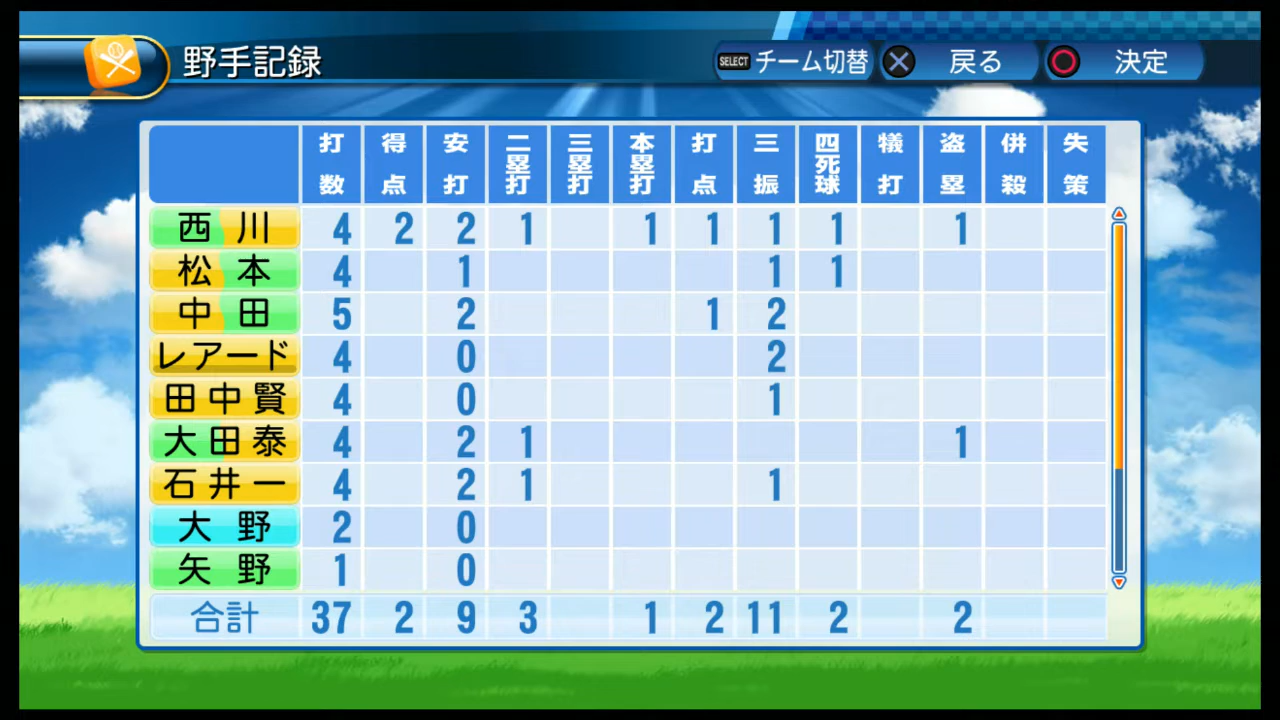 野手記録
SELECT チーム切替 戻る 決定
打数 得点 安打 二塁打 三塁打 本塁打 打点 三振 四死球 犠打 盗塁 併殺 失策
西川 4 2 2 1 1 1 1 1 1
松本 4 1 1 1
中田 5 2 1 2
レアード 4 0 2
田中賢 4 0 1
大田泰 4 2 1 1
石井一 4 2 1 1
大野 2 0
矢野 1 0
合計 37 2 9 3 1 2 11 2 2